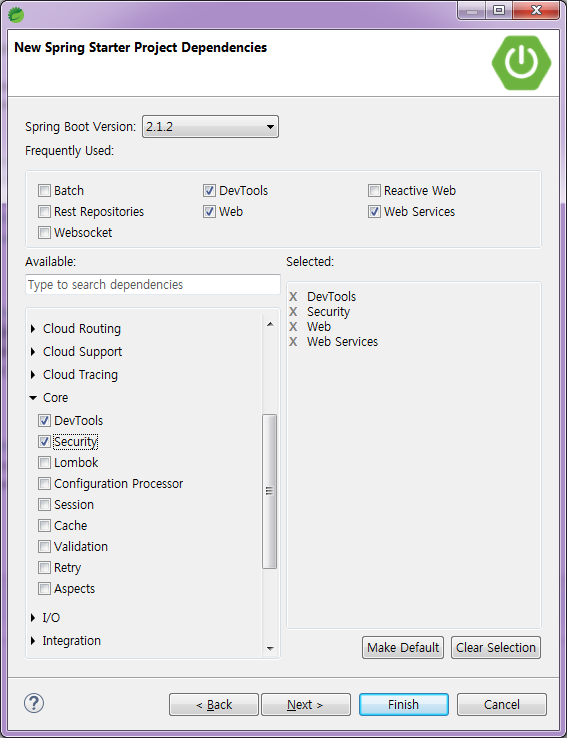 New Spring Starter Project Dependencies
Spring Boot Version: 2.1.2
Frequently Used:
Batch DevTools Reactive Web
Rest Repositories Web Web Services
Websocket
Available: Selected:
Type to search dependencies
X DevTools
X Security
X Web
X Web Services
Cloud Routing
Cloud Support
Cloud Tracing
Core
DevTools
Security
Lombok
Configuration Processor
Session
Cache
Validation
Retry
Aspects
I/O
Integration
Make Default Clear Selection
? < Back Next > Finish Cancel